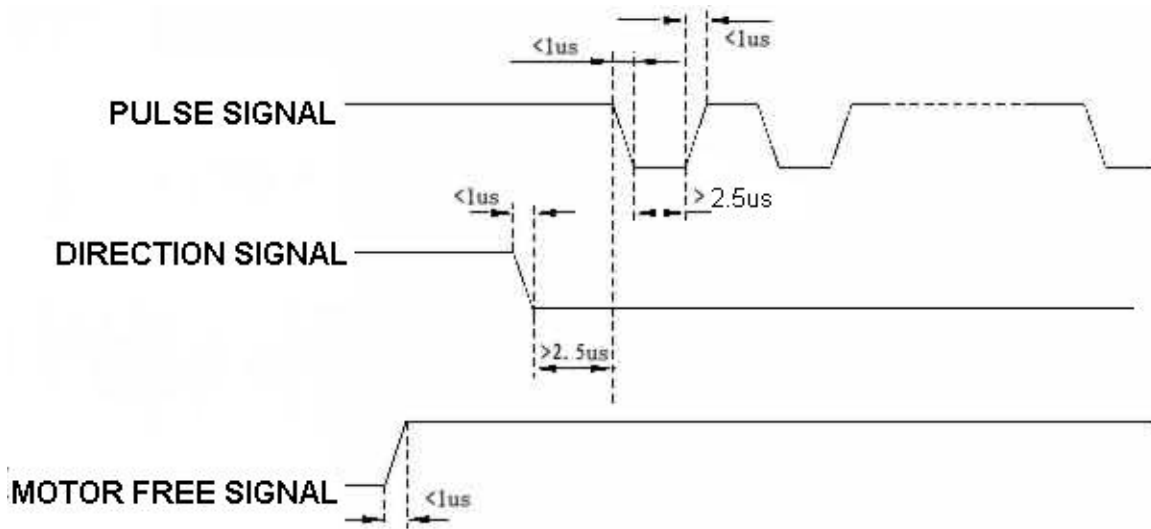 <1us
<1us
PULSE SIGNAL
<1us
> 2.5us
DIRECTION SIGNAL
>2.5us
MOTOR FREE SIGNAL
<1us